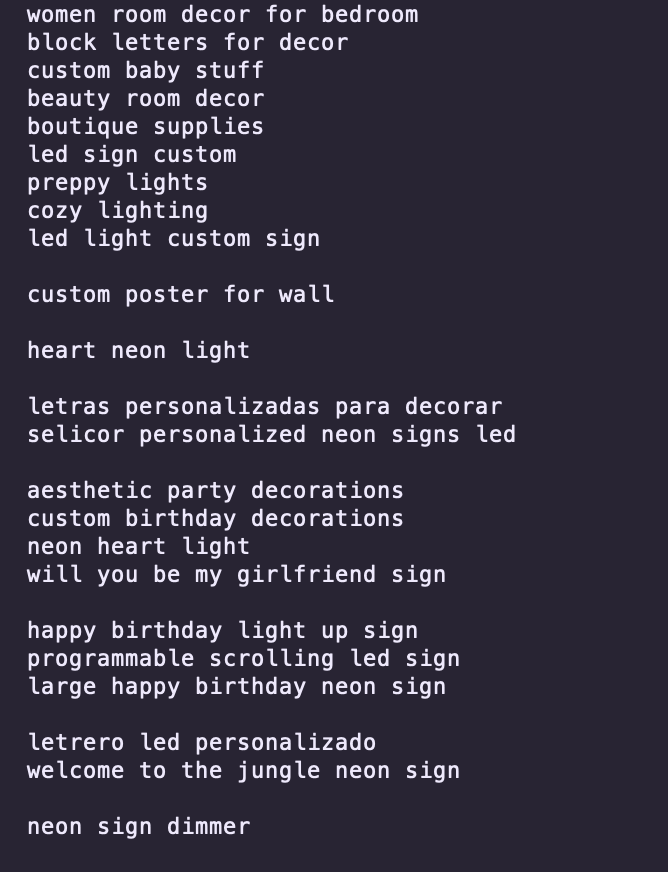 women room decor for bedroom
block letters for decor
custom baby stuff
beauty room decor
boutique supplies
led sign custom
preppy lights
cozy lighting
led light custom sign
custom poster for wall
heart neon light
letras personalizadas para decorar
selicor personalized neon signs led
aesthetic party decorations
custom birthday decorations
neon heart light
will you be my girlfriend sign
happy birthday light up sign
programmable scrolling led sign
large happy birthday neon sign
letrero led personalizado
welcome to the jungle neon sign
neon sign dimmer